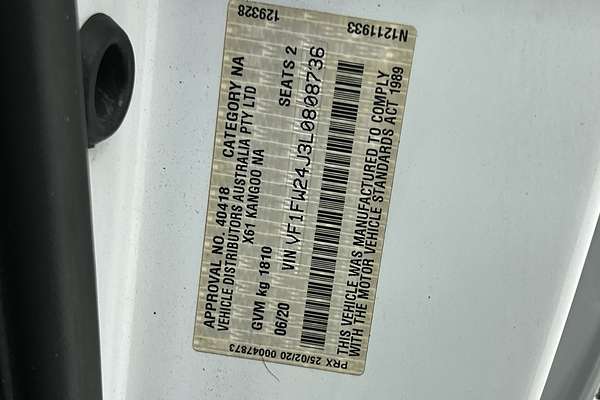 129328 N1211933
APPROVAL NO. 40418 CATEGORY NA
VEHICLE DISTRIBUTORS AUSTRALIA PTY LTD
X61 KANGOO NA
GVM kg 1810 SEATS 2
06/20 VIN VF1FW24J3L0808736
THIS VEHICLE WAS MANUFACTURED TO COMPLY
WITH THE MOTOR VEHICLE STANDARDS ACT 1989
PRX 25/02/20 00047873